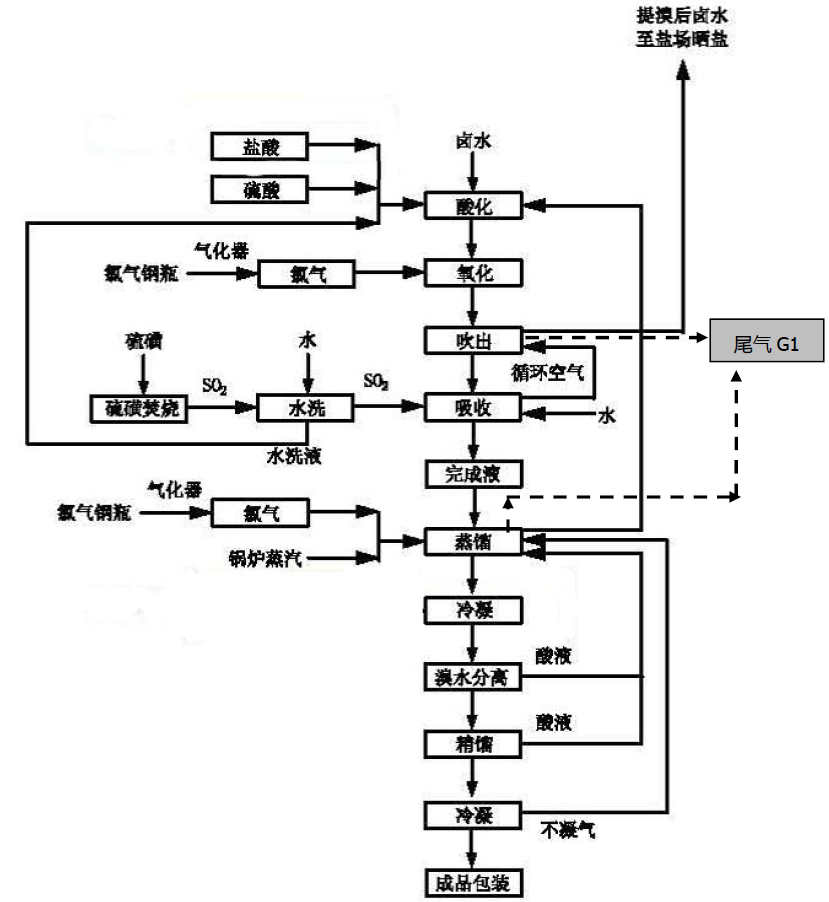 提溴后卤水
至盐场晒盐
盐酸
卤水
硫酸
酸化
气化器
氯气钢瓶
氯气
氧化
硫磺
水
吹出
尾气 G1
循环空气
SO₂
SO₂
硫磺焚烧
水洗
吸收
水
水洗液
完成液
气化器
氯气钢瓶
氯气
蒸馏
锅炉蒸汽
冷凝
酸液
溴水分离
酸液
精馏
冷凝
不凝气
成品包装